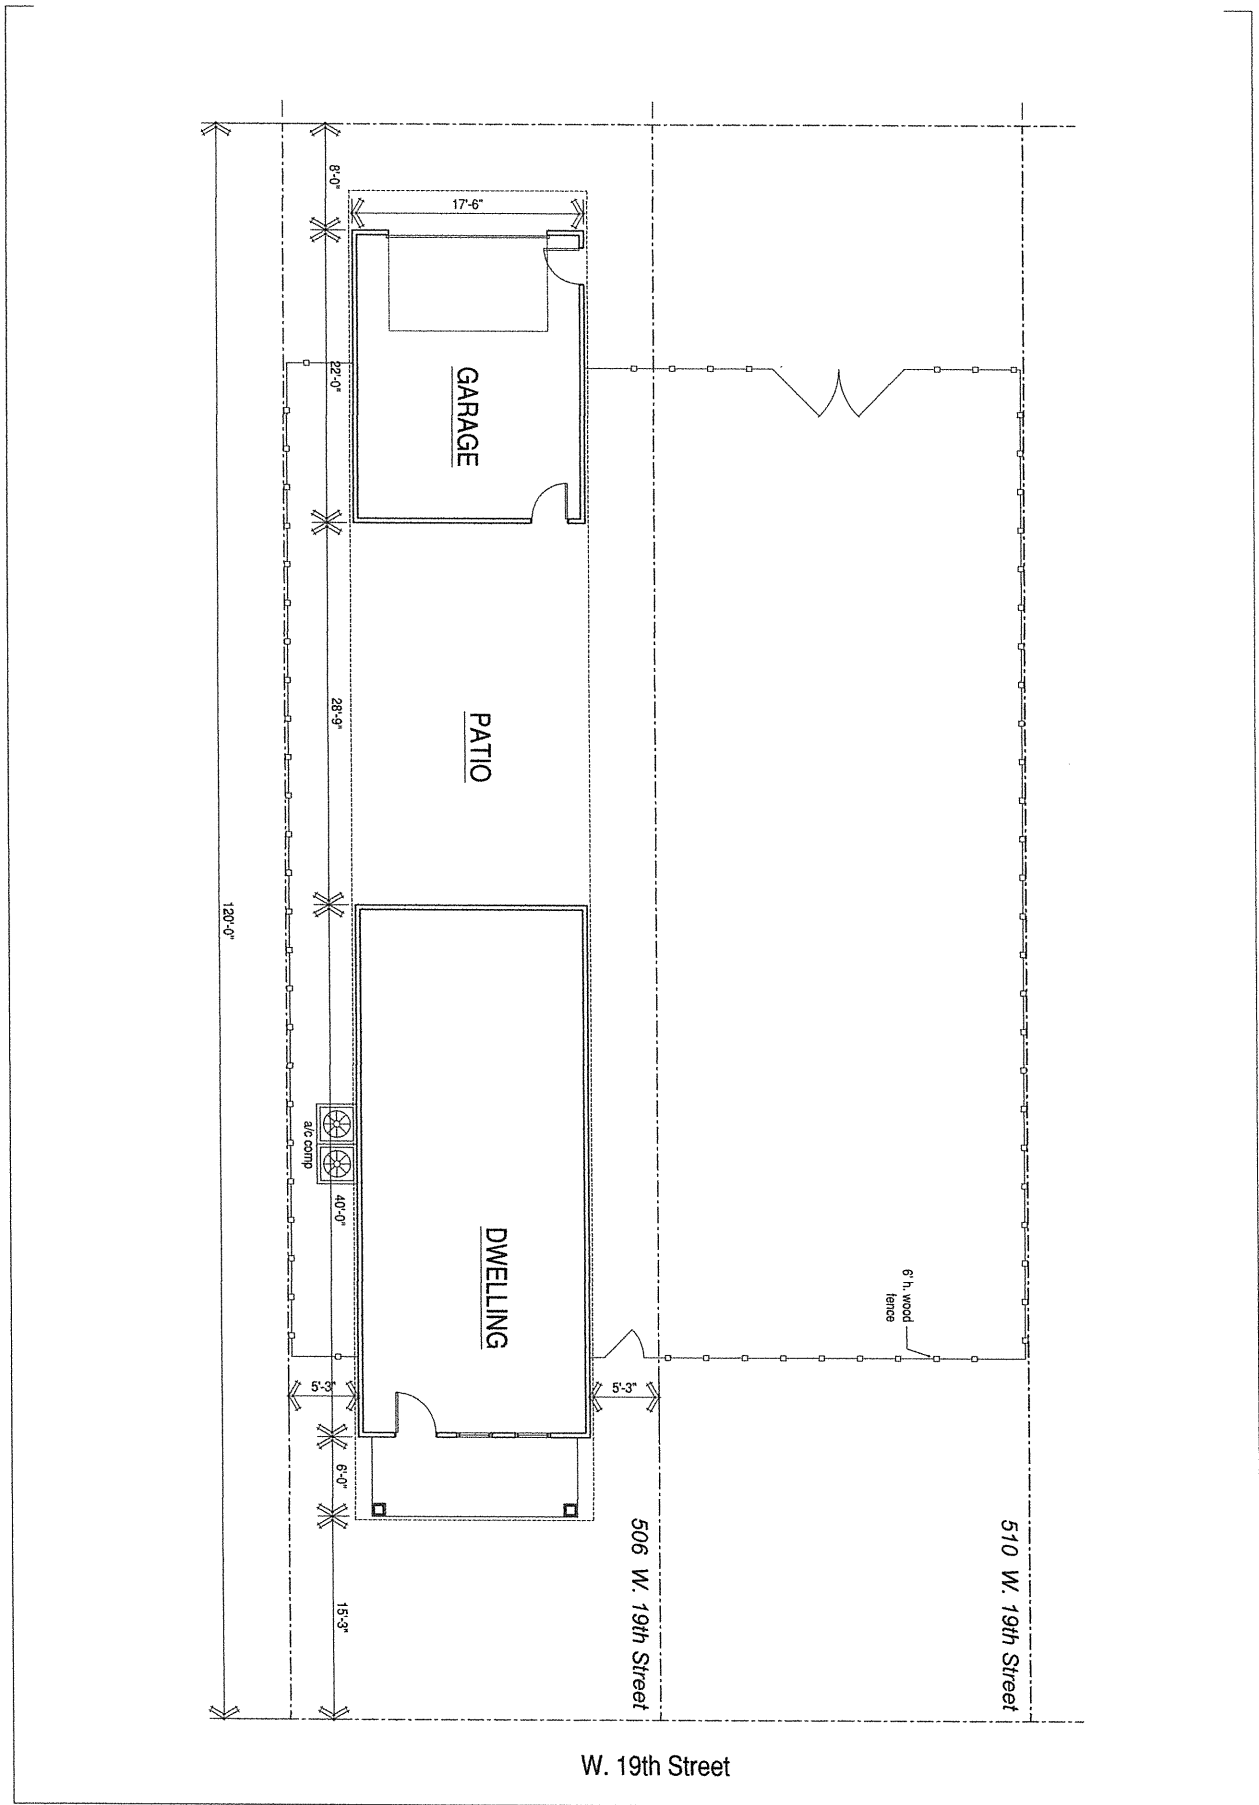 8'-0"
17'-6"
22'-0"
GARAGE
28'-9"
PATIO
120'-0"
a/c comp
40'-0"
DWELLING
6' h. wood
fence
5'-3"
5'-3"
6'-0"
15'-3"
506 W. 19th Street
510 W. 19th Street
W. 19th Street